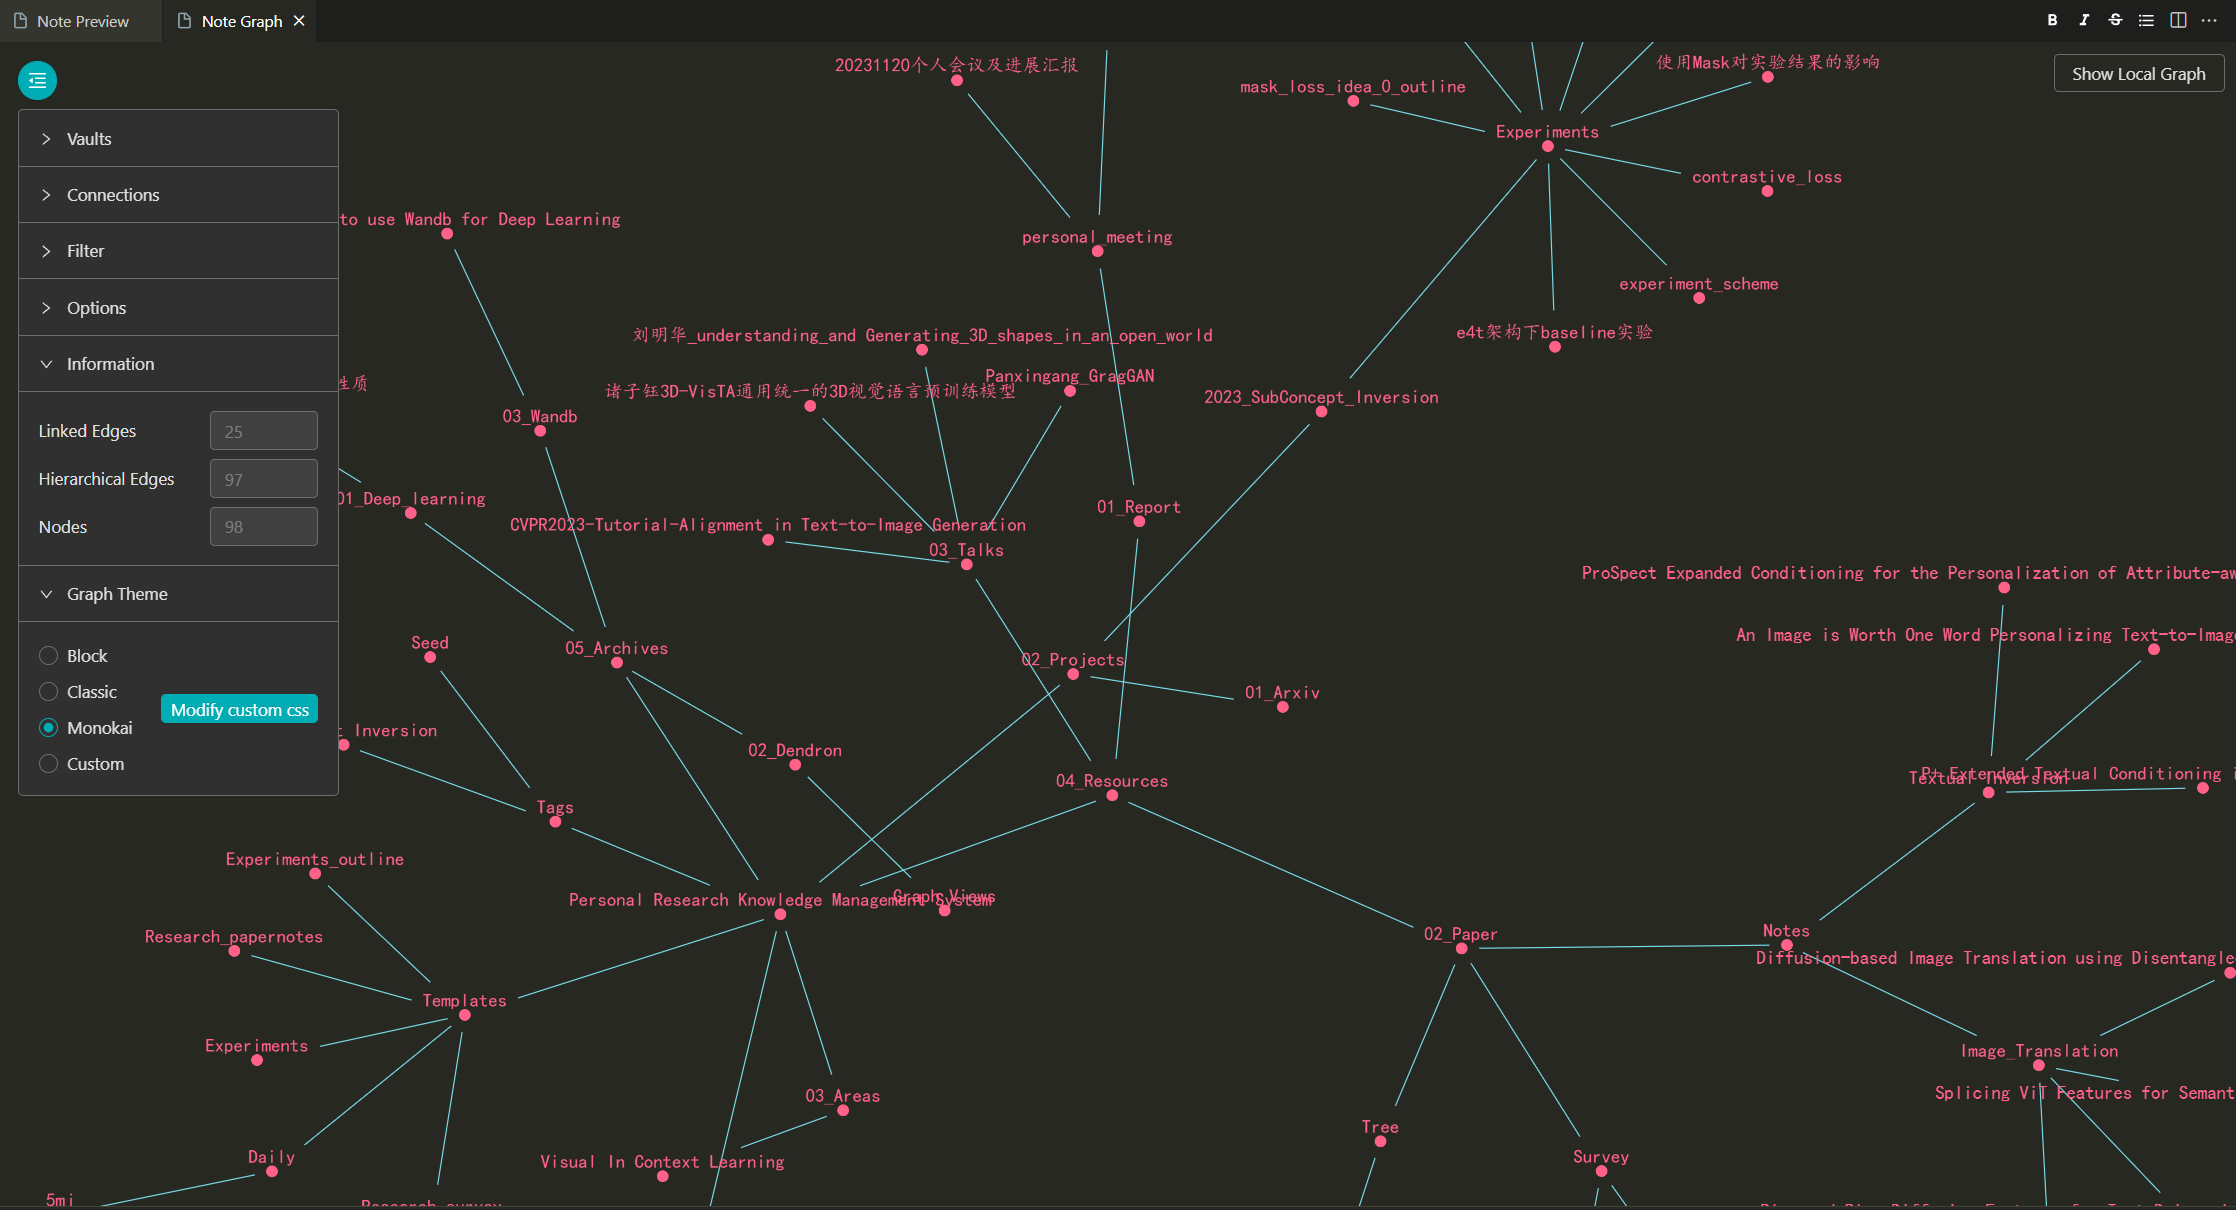 Note Preview
Note Graph
B I S
Show Local Graph
Vaults
Connections
Filter
Options
Information
Linked Edges 25
Hierarchical Edges 97
Nodes 98
Graph Theme
Block
Classic
Monokai
Custom
Modify custom css
20231120个人会议及进展汇报
mask_loss_idea_0_outline
使用Mask对实验结果的影响
Experiments
contrastive_loss
to use Wandb for Deep Learning
personal_meeting
experiment_scheme
刘明华_understanding_and Generating_3D_shapes_in_an_open_world
e4t架构下baseline实验
Panxingang_GragGAN
诸子钰3D-VisTA通用统一的3D视觉语言预训练模型
性质
2023_SubConcept_Inversion
03_Wandb
01_Deep_learning
01_Report
CVPR2023-Tutorial-Alignment in Text-to-Image Generation
03_Talks
ProSpect Expanded Conditioning for the Personalization of Attribute-aw
An Image is Worth One Word Personalizing Text-to-Imag
Seed
05_Archives
02_Projects
01_Arxiv
t Inversion
02_Dendron
04_Resources
Textual Inversion
P+ Extended Textual Conditioning i
Tags
Experiments_outline
Personal Research Knowledge Management System
Graph Views
Research_papernotes
02_Paper
Notes
Diffusion-based Image Translation using Disentangle
Templates
Experiments
Image_Translation
03_Areas
Splicing ViT Features for Semant
Tree
Daily
Visual In Context Learning
Survey
5mi
Research_survey